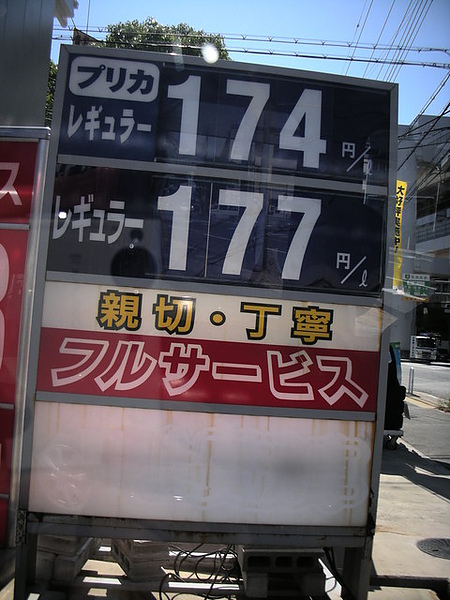 プリカ
レギュラー 174 円/ℓ
レギュラー 177 円/ℓ
親切・丁寧
フルサービス
ス